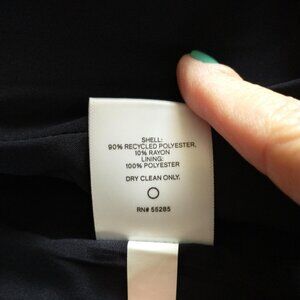 SHELL:
90% RECYCLED POLYESTER,
10% RAYON
LINING:
100% POLYESTER
DRY CLEAN ONLY.
RN# 55285